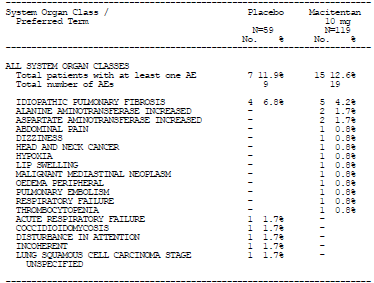 System Organ Class / Placebo Macitentan
Preferred Term 10 mg
N=59 N=119
No. % No. %
ALL SYSTEM ORGAN CLASSES
Total patients with at least one AE 7 11.9% 15 12.6%
Total number of AEs 9 19
IDIOPATHIC PULMONARY FIBROSIS 4 6.8% 5 4.2%
ALANINE AMINOTRANSFERASE INCREASED - 2 1.7%
ASPARTATE AMINOTRANSFERASE INCREASED - 2 1.7%
ABDOMINAL PAIN - 1 0.8%
DIZZINESS - 1 0.8%
HEAD AND NECK CANCER - 1 0.8%
HYPOXIA - 1 0.8%
LIP SWELLING - 1 0.8%
MALIGNANT MEDIASTINAL NEOPLASM - 1 0.8%
OEDEMA PERIPHERAL - 1 0.8%
PULMONARY EMBOLISM - 1 0.8%
RESPIRATORY FAILURE - 1 0.8%
THROMBOCYTOPENIA - 1 0.8%
ACUTE RESPIRATORY FAILURE 1 1.7% -
COCCIDIOIDOMYCOSIS 1 1.7% -
DISTURBANCE IN ATTENTION 1 1.7% -
INCOHERENT 1 1.7% -
LUNG SQUAMOUS CELL CARCINOMA STAGE 1 1.7% -
UNSPECIFIED